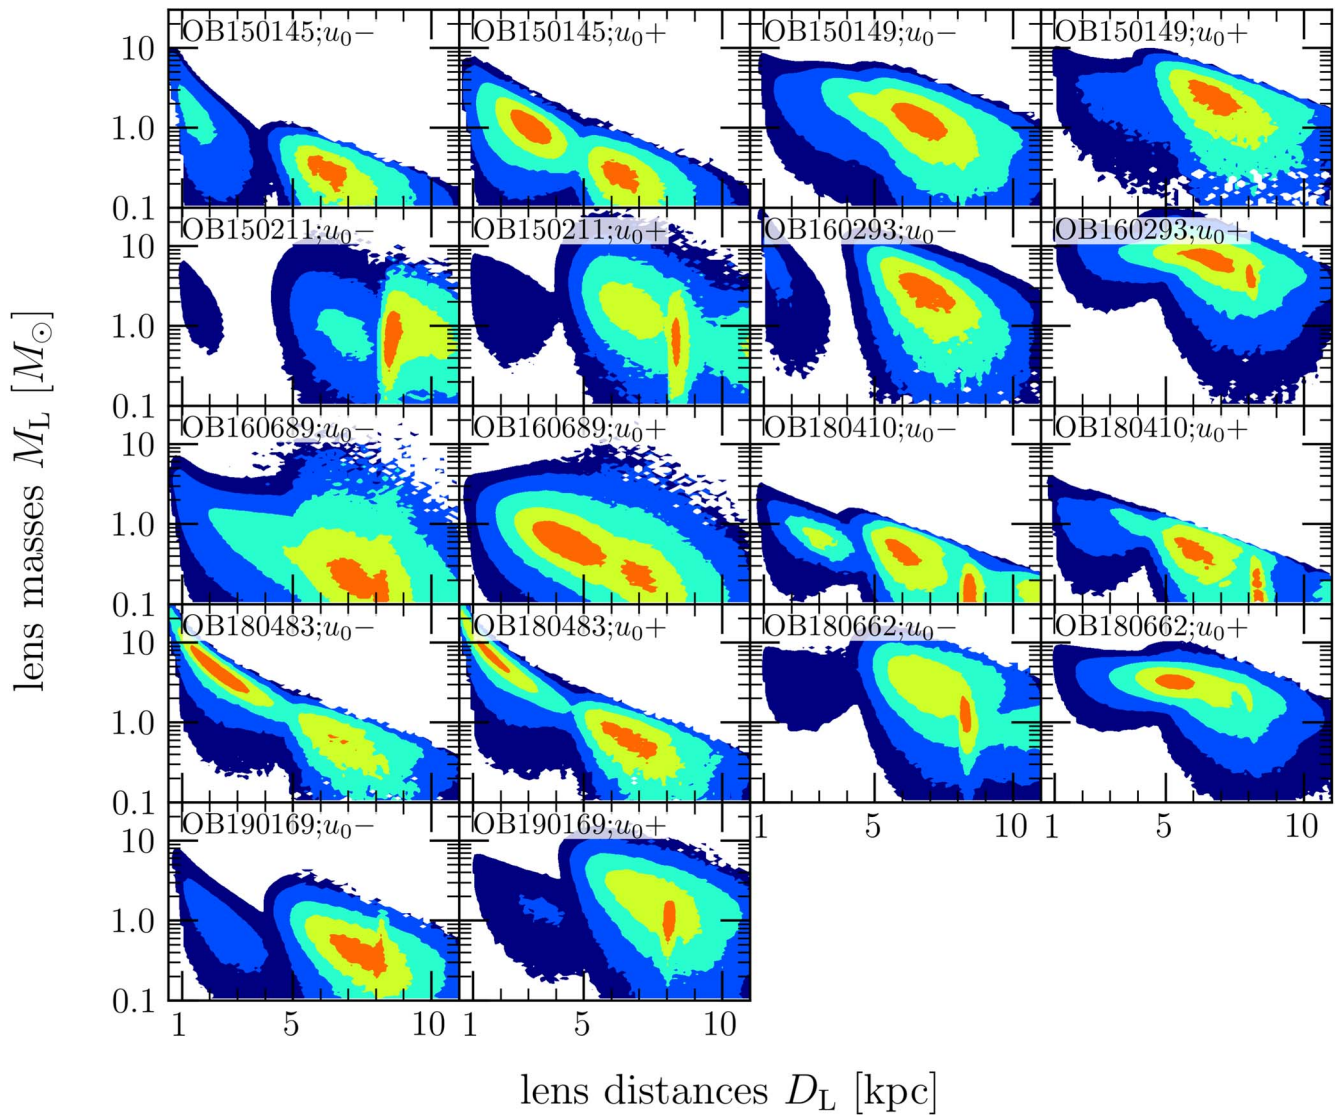 OB150145;u₀− OB150145;u₀+ OB150149;u₀− OB150149;u₀+
10
1.0
0.1
OB150211;u₀− OB150211;u₀+ OB160293;u₀− OB160293;u₀+
10
1.0
0.1
OB160689;u₀− OB160689;u₀+ OB180410;u₀− OB180410;u₀+
10
1.0
0.1
OB180483;u₀− OB180483;u₀+ OB180662;u₀− OB180662;u₀+
10
1.0
0.1
1 5 10 1 5 10
OB190169;u₀− OB190169;u₀+
10
1.0
0.1
1 5 10 1 5 10
lens masses M_L [M_⊙]
lens distances D_L [kpc]